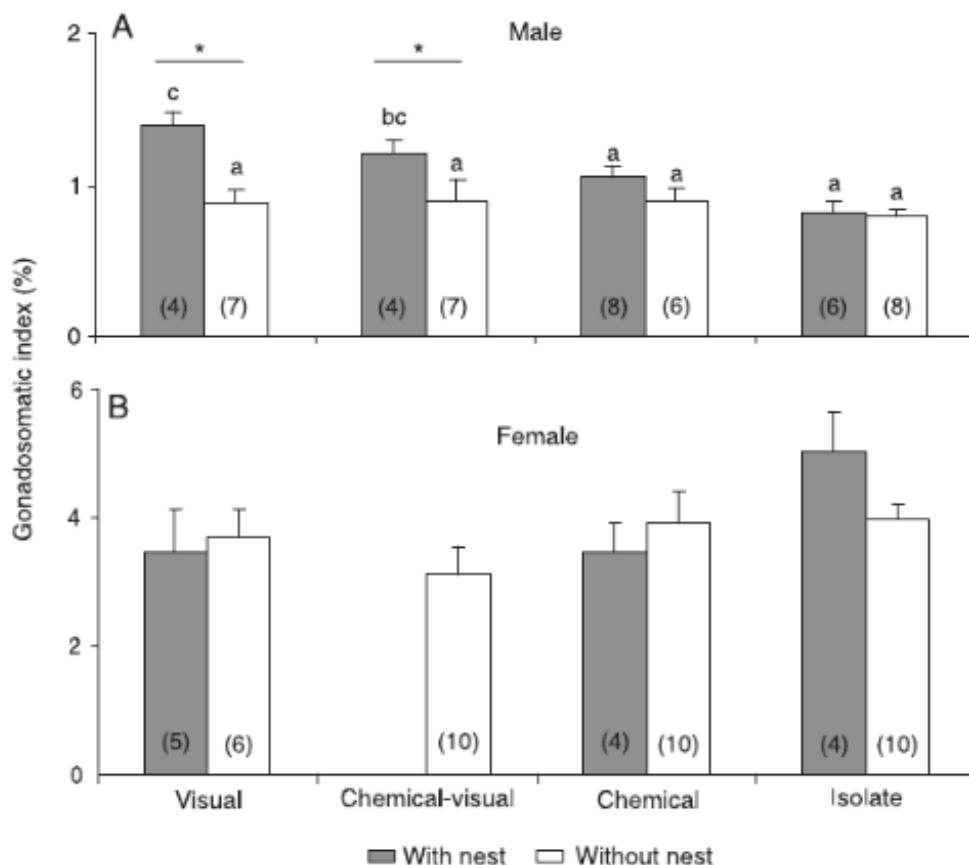 2
A
Male
*
*
c
bc
a
a
a
a
a
a
1
(4)
(7)
(4)
(7)
(8)
(6)
(6)
(8)
0
Gonadosomatic index (%)
6
B
Female
4
2
(5)
(6)
(10)
(4)
(10)
(4)
(10)
0
Visual
Chemical-visual
Chemical
Isolate
With nest
Without nest